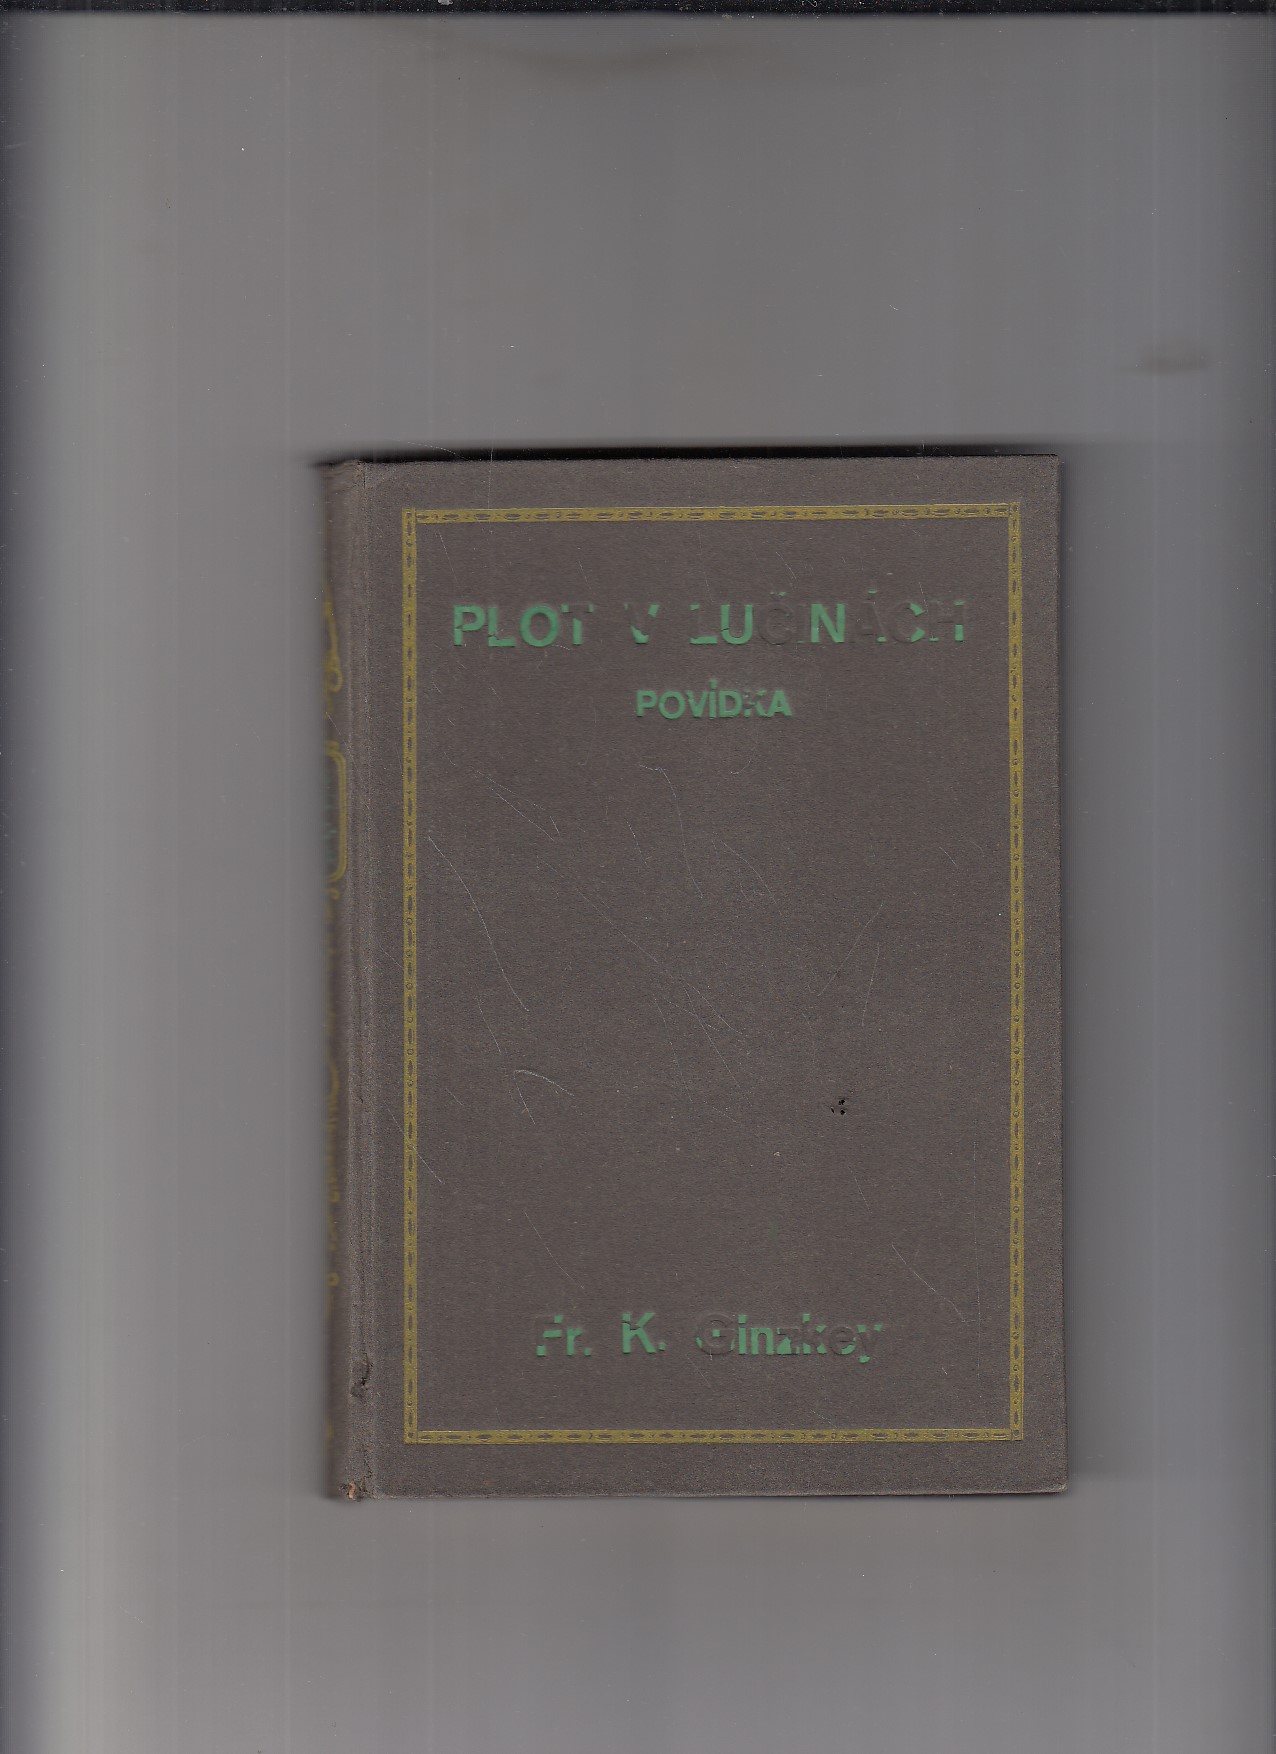 PLOT V LUČINÁCH
POVÍDKA
Fr. K. Ginzkey